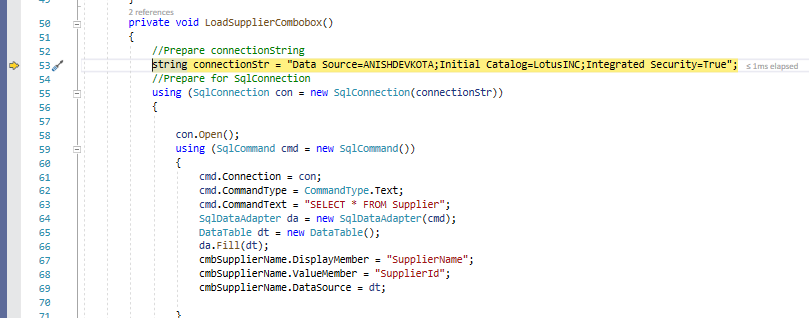 49 }
2 references
50 private void LoadSupplierCombobox()
51 {
52 //Prepare connectionString
53 string connectionStr = "Data Source=ANISHDEVKOTA;Initial Catalog=LotusINC;Integrated Security=True"; ≤ 1ms elapsed
54 //Prepare for SqlConnection
55 using (SqlConnection con = new SqlConnection(connectionStr))
56 {
57
58 con.Open();
59 using (SqlCommand cmd = new SqlCommand())
60 {
61 cmd.Connection = con;
62 cmd.CommandType = CommandType.Text;
63 cmd.CommandText = "SELECT * FROM Supplier";
64 SqlDataAdapter da = new SqlDataAdapter(cmd);
65 DataTable dt = new DataTable();
66 da.Fill(dt);
67 cmbSupplierName.DisplayMember = "SupplierName";
68 cmbSupplierName.ValueMember = "SupplierId";
69 cmbSupplierName.DataSource = dt;
70
71 }